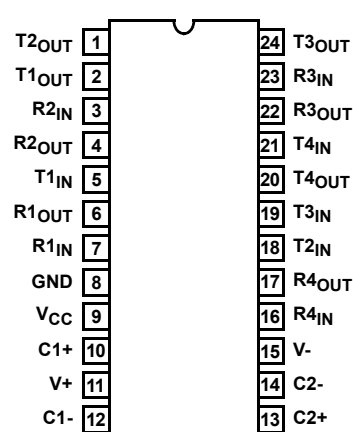 T2OUT 1 24 T3OUT
T1OUT 2 23 R3IN
R2IN 3 22 R3OUT
R2OUT 4 21 T4IN
T1IN 5 20 T4OUT
R1OUT 6 19 T3IN
R1IN 7 18 T2IN
GND 8 17 R4OUT
VCC 9 16 R4IN
C1+ 10 15 V-
V+ 11 14 C2-
C1- 12 13 C2+